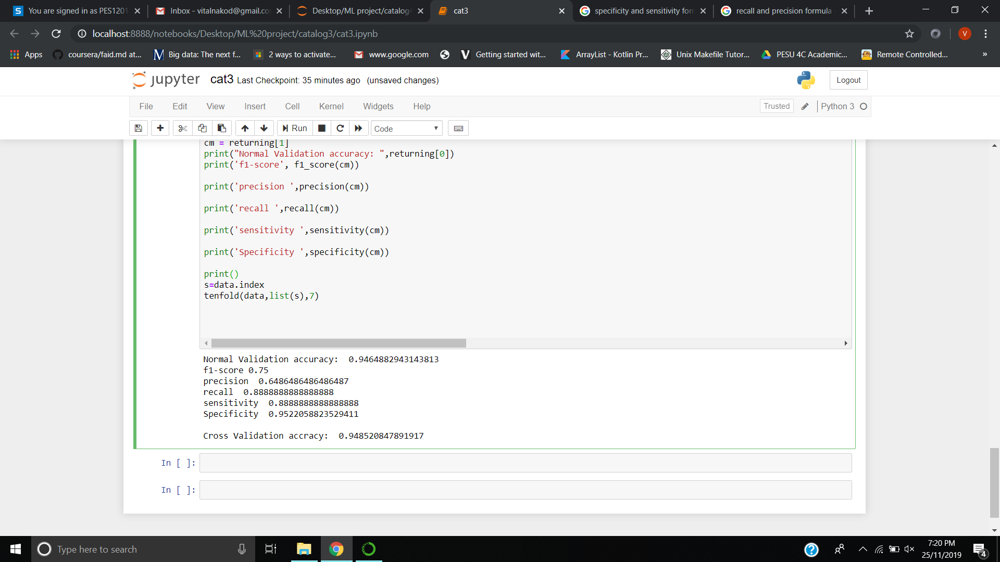 You are signed in as PES1201
Inbox - vitalnakod@gmail.co
Desktop/ML project/catalog4
cat3
specificity and sensitivity form
recall and precision formula
localhost:8888/notebooks/Desktop/ML%20project/catalog3/cat3.ipynb
V
Apps
coursera/faid.md at...
Big data: The next f...
2 ways to activate...
www.google.com
Getting started wit...
ArrayList - Kotlin Pr...
Unix Makefile Tutor...
PESU 4C Academic...
Remote Controlled...
»
jupyter cat3 Last Checkpoint: 35 minutes ago (unsaved changes)
Logout
File Edit View Insert Cell Kernel Widgets Help
Trusted
Python 3
Run
Code
cm = returning[1]
print("Normal Validation accuracy: ",returning[0])
print('f1-score', f1_score(cm))
print('precision ',precision(cm))
print('recall ',recall(cm))
print('sensitivity ',sensitivity(cm))
print('Specificity ',specificity(cm))
print()
s=data.index
tenfold(data,list(s),7)
Normal Validation accuracy:  0.9464882943143813
f1-score 0.75
precision  0.6486486486486487
recall  0.8888888888888888
sensitivity  0.8888888888888888
Specificity  0.9522058823529411
Cross Validation accracy:  0.948520847891917
In [ ]:
In [ ]:
Type here to search
7:20 PM
25/11/2019
4